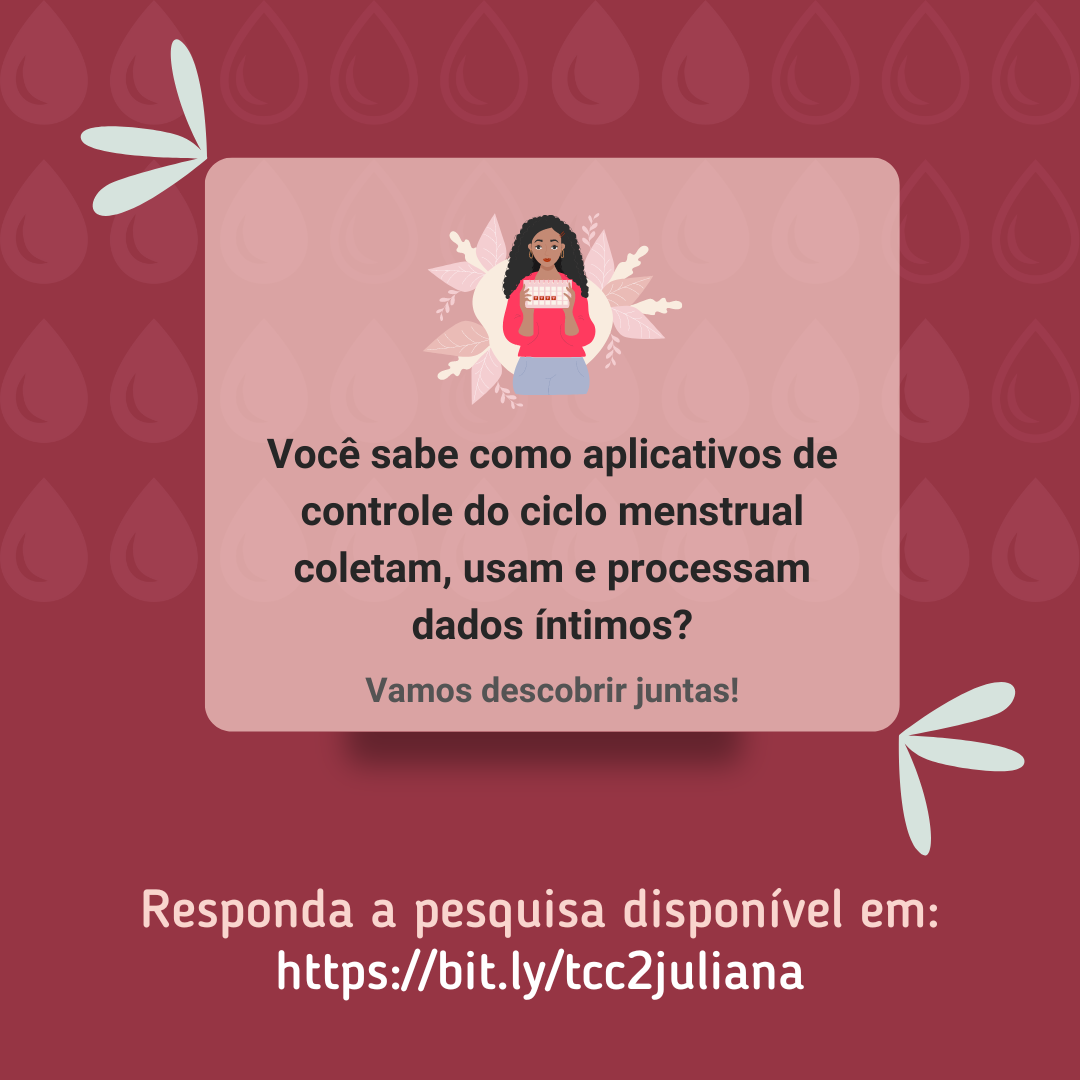 Você sabe como aplicativos de
controle do ciclo menstrual
coletam, usam e processam
dados íntimos?
Vamos descobrir juntas!
Responda a pesquisa disponível em:
https://bit.ly/tcc2juliana